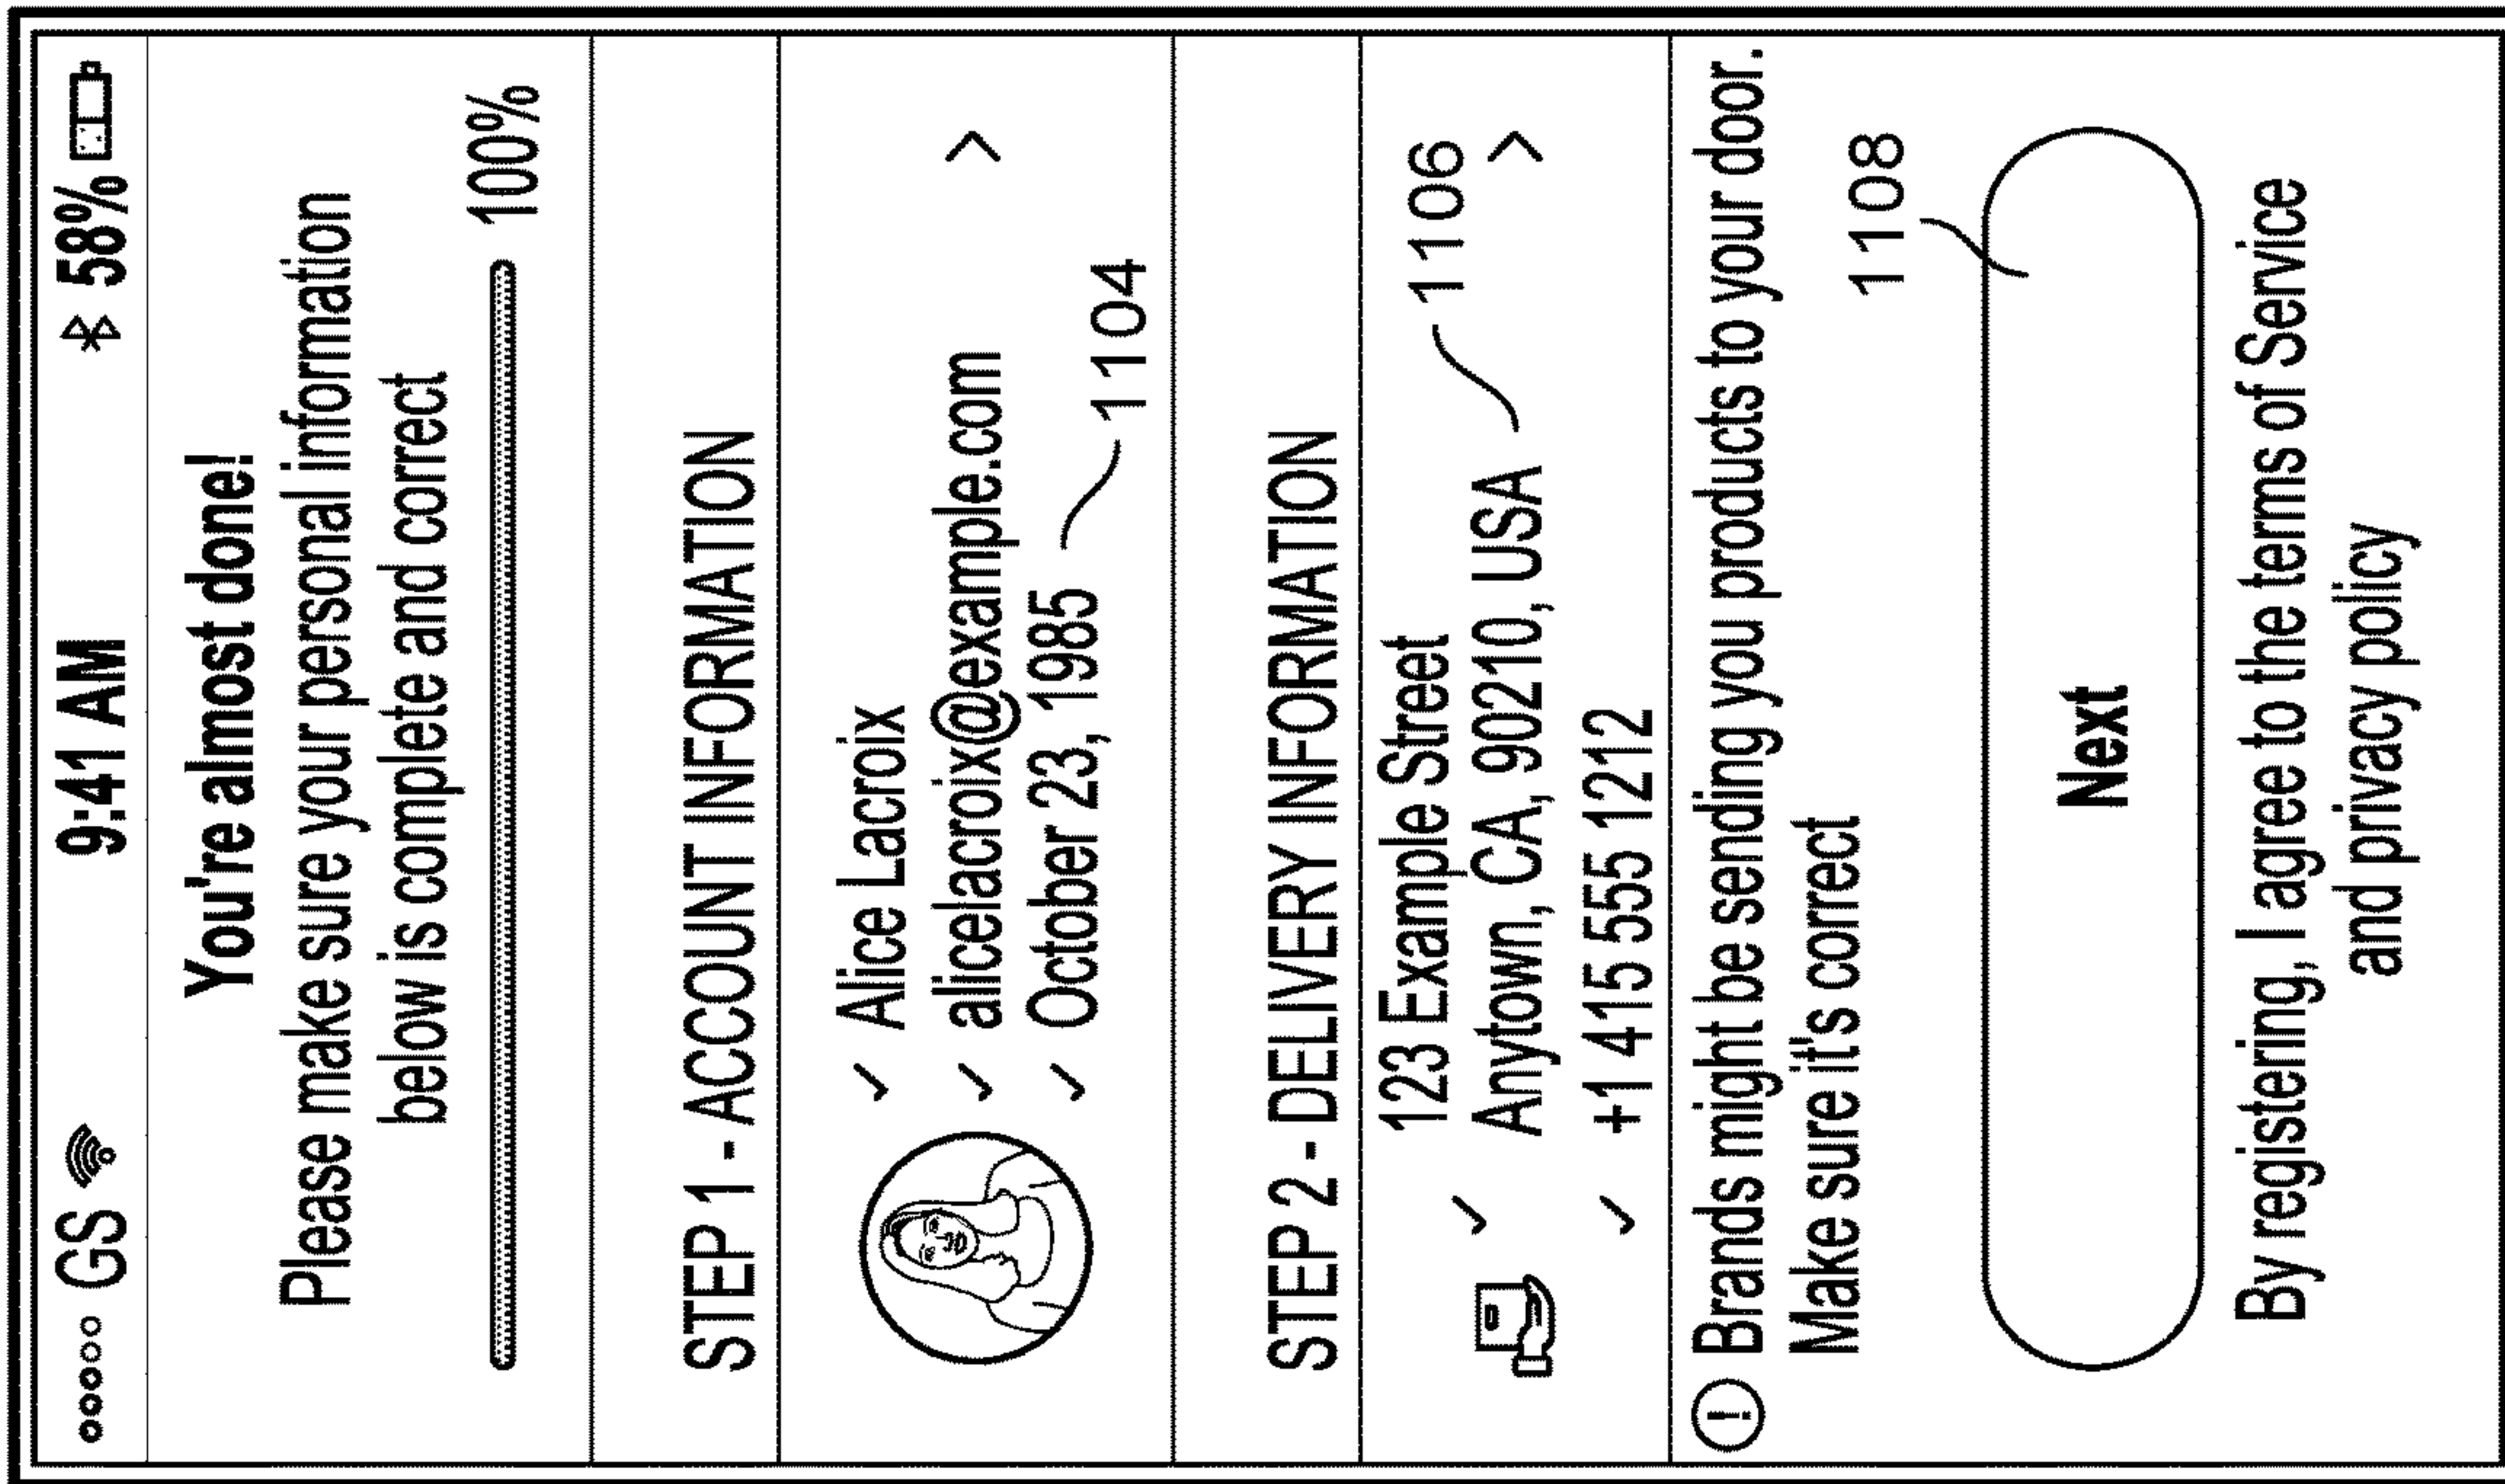 GS 9:41 AM 58%
You're almost done!
Please make sure your personal information
below is complete and correct
100%
STEP 1 - ACCOUNT INFORMATION
Alice Lacroix
alicelacroix@example.com
October 23, 1985
1104
STEP 2 - DELIVERY INFORMATION
123 Example Street
1106
Anytown, CA, 90210, USA
+1 415 555 1212
Brands might be sending you products to your door.
Make sure it's correct
1108
Next
By registering, I agree to the terms of Service
and privacy policy